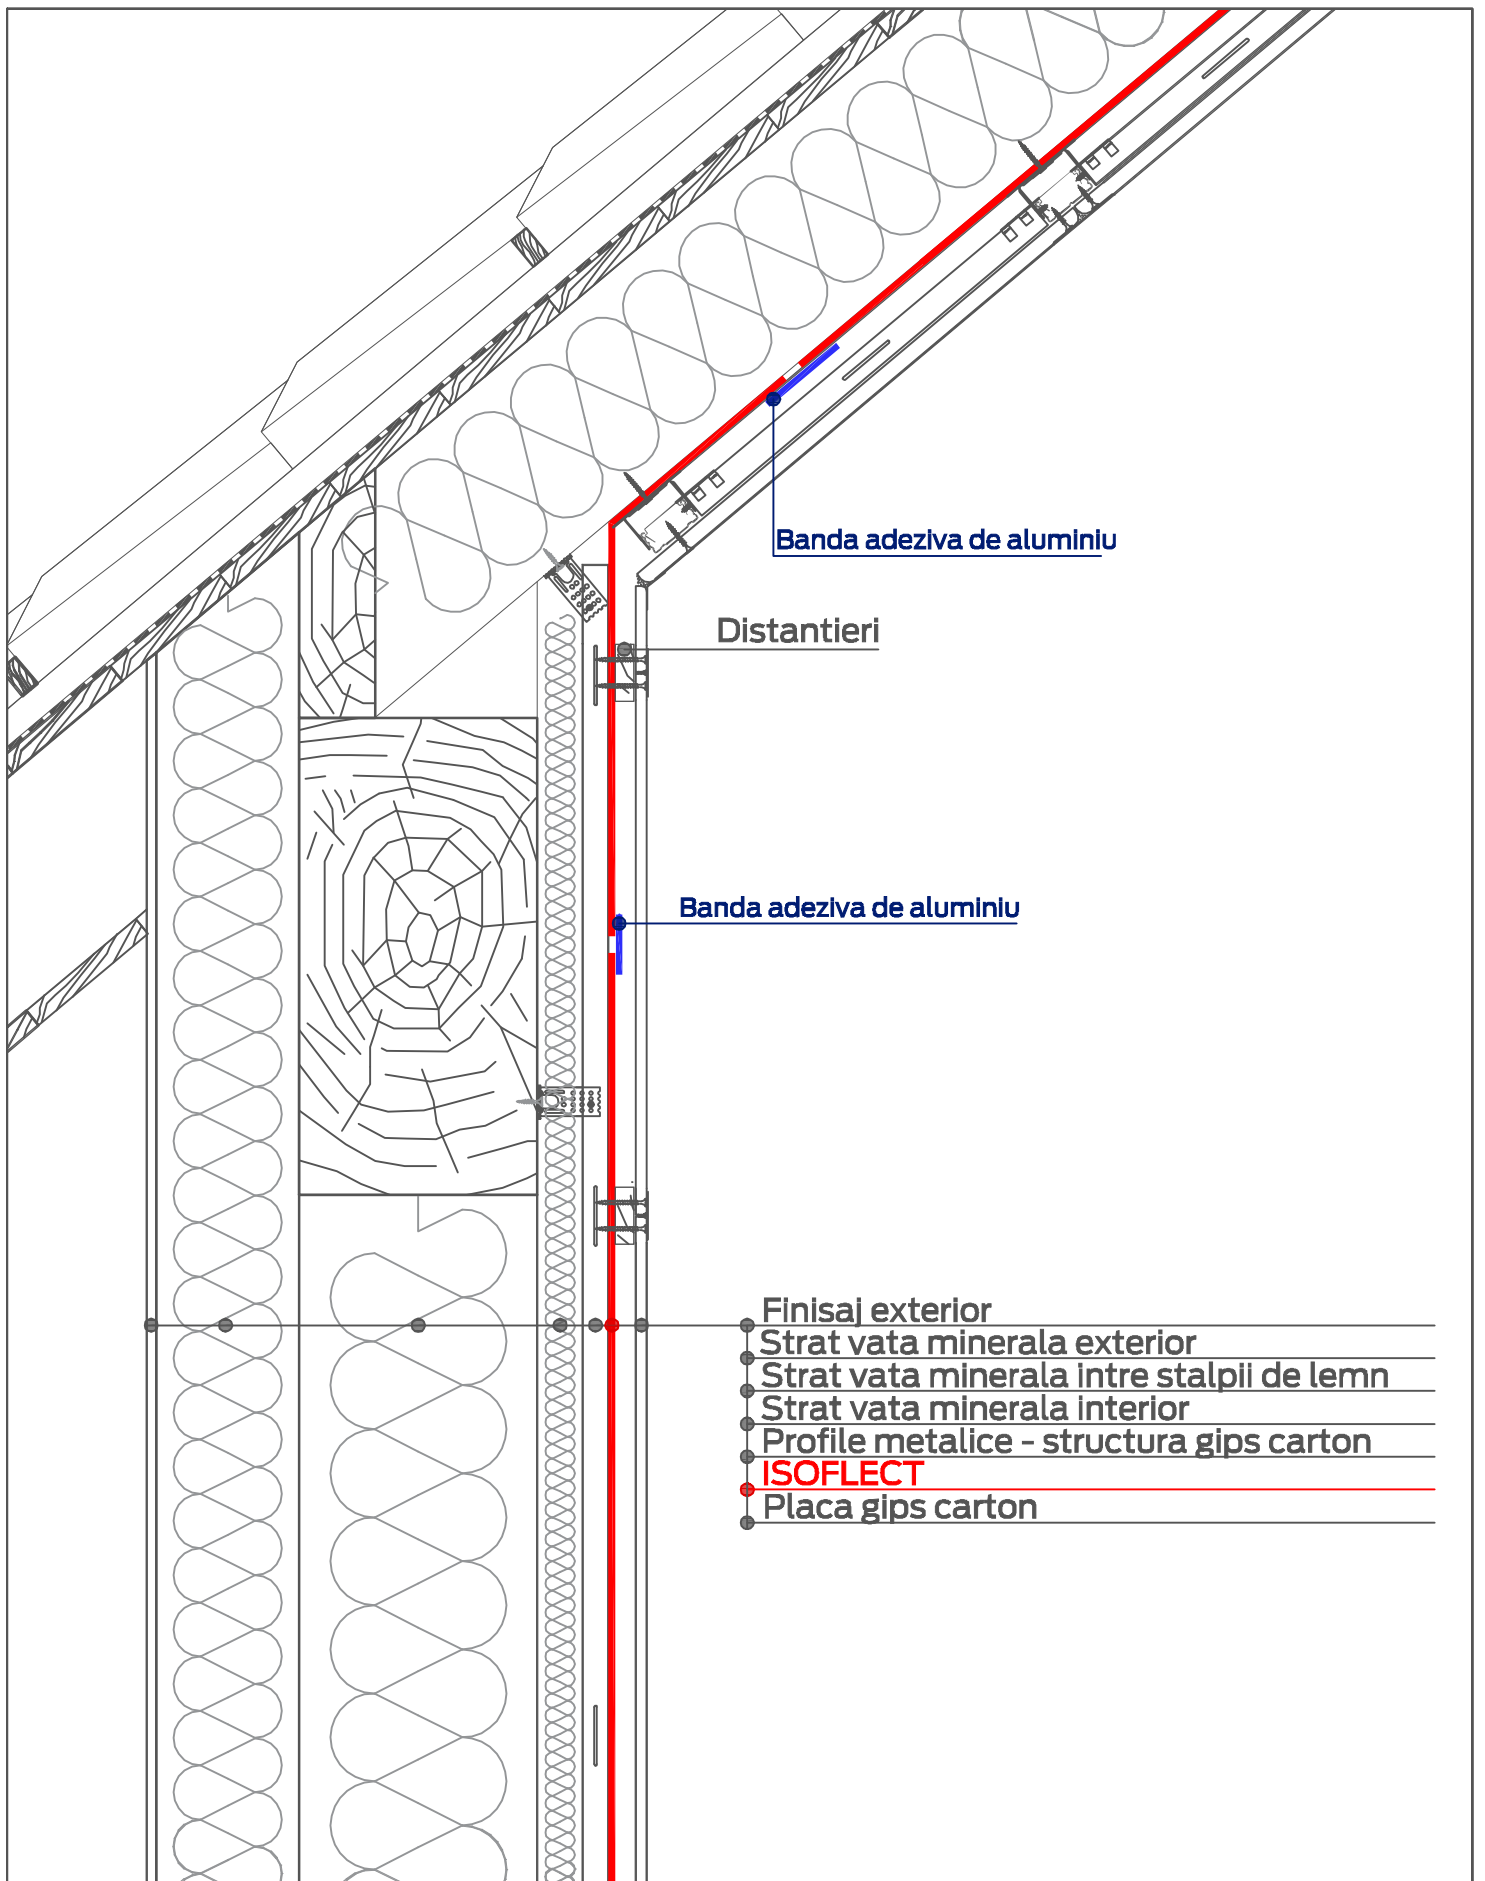 Banda adeziva de aluminiu
Distantieri
Banda adeziva de aluminiu
Finisaj exterior
Strat vata minerala exterior
Strat vata minerala intre stalpii de lemn
Strat vata minerala interior
Profile metalice - structura gips carton
ISOFLECT
Placa gips carton